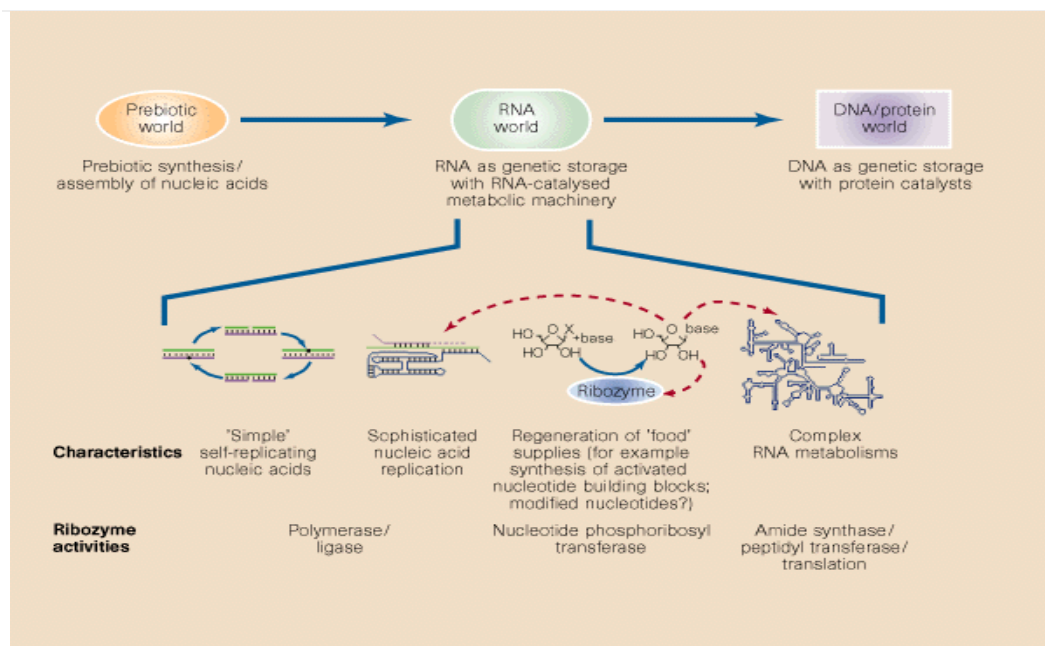 Prebiotic
world
RNA
world
DNA/protein
world
Prebiotic synthesis/
assembly of nucleic acids
RNA as genetic storage
with RNA-catalysed
metabolic machinery
DNA as genetic storage
with protein catalysts
HO
O
X
+base
HO
OH
HO
O
base
HO
OH
Ribozyme
Characteristics
"Simple"
self-replicating
nucleic acids
Sophisticated
nucleic acid
replication
Regeneration of 'food'
supplies (for example
synthesis of activated
nucleotide building blocks;
modified nucleotides?)
Complex
RNA metabolisms
Ribozyme
activities
Polymerase/
ligase
Nucleotide phosphoribosyl
transferase
Amide synthase/
peptidyl transferase/
translation